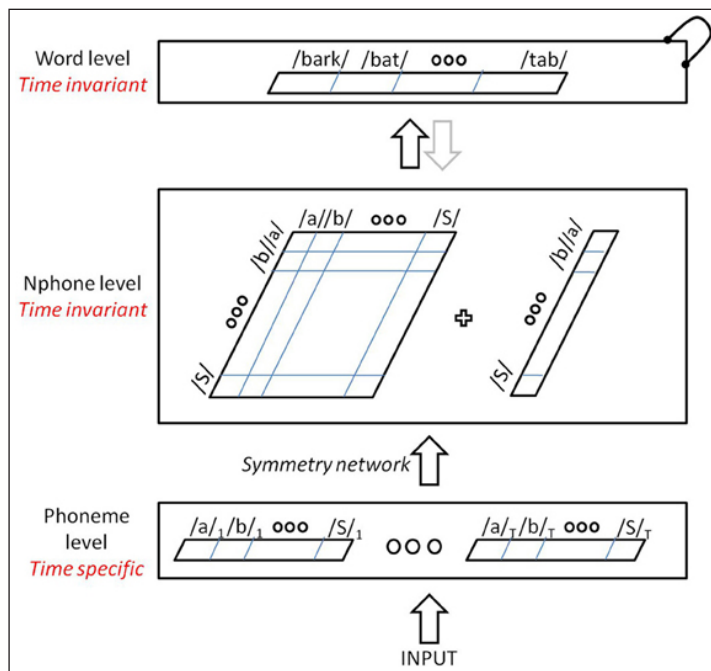 Word level
Time invariant
/bark/ /bat/ ooo /tab/
Nphone level
Time invariant
/a//b/ ooo /S/
/b//a/
ooo
/S/
/b//a/
ooo
/S/
Symmetry network
Phoneme
level
Time specific
/a/₁/b/₁ ooo /S/₁
ooo
/a/T/b/T ooo /S/T
INPUT